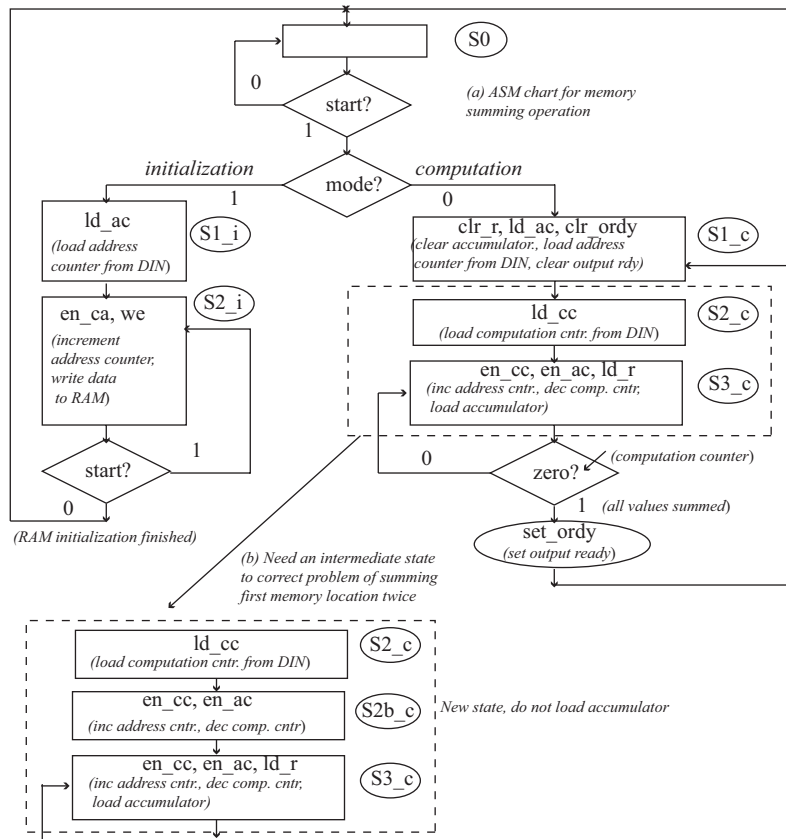 S0
0
start?
(a) ASM chart for memory
summing operation
1
initialization
computation
1
mode?
0
ld_ac
(load address
counter from DIN)
S1_i
clr_r, ld_ac, clr_ordy
(clear accumulator., load address
counter from DIN, clear output rdy)
S1_c
en_ca, we
(increment
address counter,
write data
to RAM)
S2_i
ld_cc
(load computation cntr. from DIN)
S2_c
en_cc, en_ac, ld_r
(inc address cntr., dec comp. cntr,
load accumulator)
S3_c
start?
1
0
(RAM initialization finished)
0
zero?
(computation counter)
1
(all values summed)
set_ordy
(set output ready)
(b) Need an intermediate state
to correct problem of summing
first memory location twice
ld_cc
(load computation cntr. from DIN)
S2_c
en_cc, en_ac
(inc address cntr., dec comp. cntr)
S2b_c
New state, do not load accumulator
en_cc, en_ac, ld_r
(inc address cntr., dec comp. cntr,
load accumulator)
S3_c